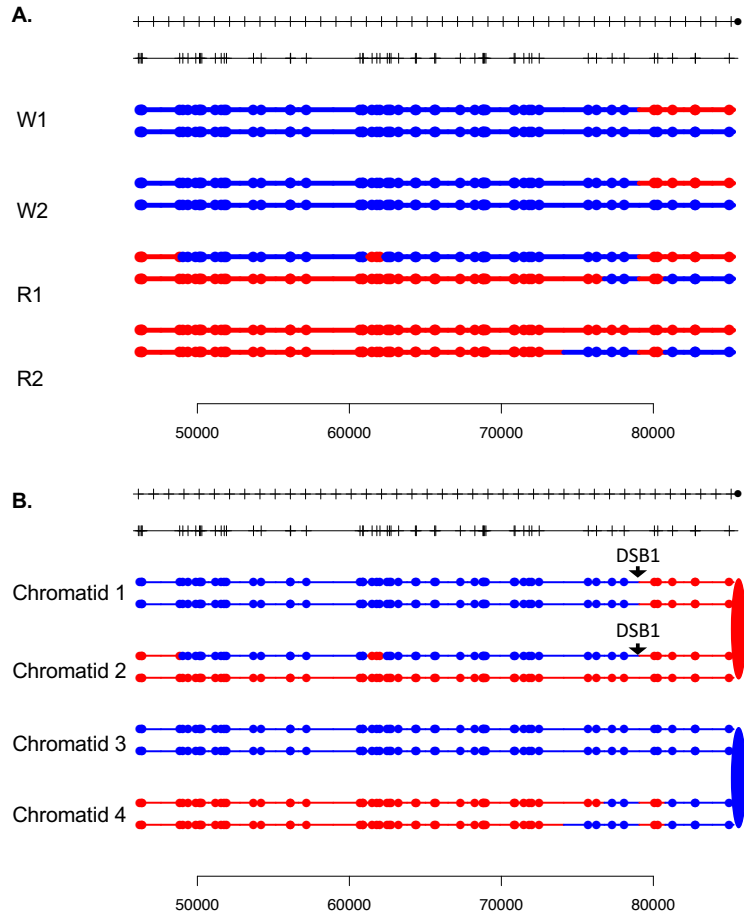 A.
W1
W2
R1
R2
50000 60000 70000 80000
B.
DSB1
Chromatid 1
DSB1
Chromatid 2
Chromatid 3
Chromatid 4
50000 60000 70000 80000